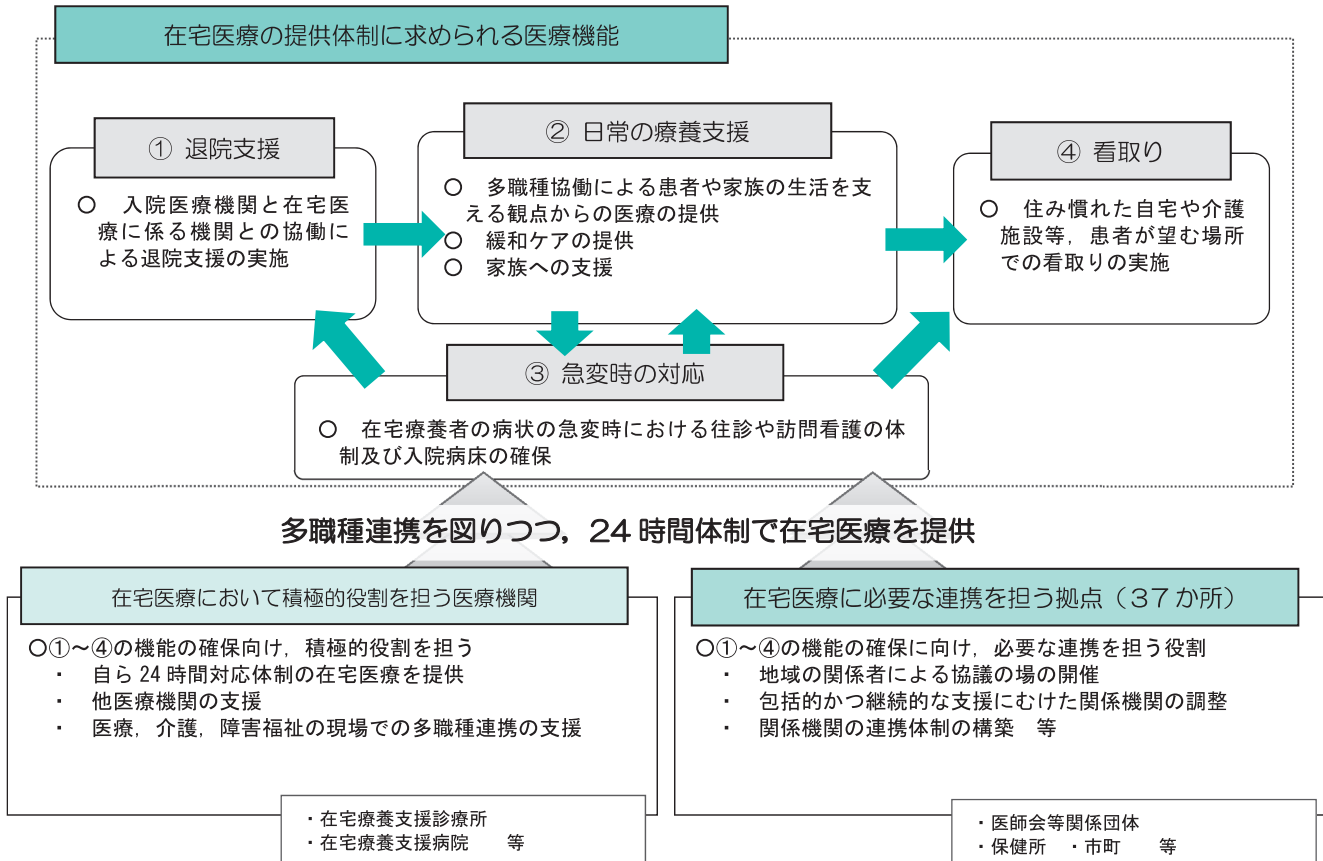 在宅医療の提供体制に求められる医療機能
① 退院支援
○ 入院医療機関と在宅医
療に係る機関との協働に
よる退院支援の実施
② 日常の療養支援
○ 多職種協働による患者や家族の生活を支
える観点からの医療の提供
○ 緩和ケアの提供
○ 家族への支援
④ 看取り
○ 住み慣れた自宅や介護
施設等，患者が望む場所
での看取りの実施
③ 急変時の対応
○ 在宅療養者の病状の急変時における往診や訪問看護の体
制及び入院病床の確保
多職種連携を図りつつ，24 時間体制で在宅医療を提供
在宅医療において積極的役割を担う医療機関
○①～④の機能の確保向け，積極的役割を担う
・ 自ら 24 時間対応体制の在宅医療を提供
・ 他医療機関の支援
・ 医療，介護，障害福祉の現場での多職種連携の支援
・在宅療養支援診療所
・在宅療養支援病院 等
在宅医療に必要な連携を担う拠点（３７か所）
○①～④の機能の確保に向け，必要な連携を担う役割
・ 地域の関係者による協議の場の開催
・ 包括的かつ継続的な支援にむけた関係機関の調整
・ 関係機関の連携体制の構築 等
・医師会等関係団体
・保健所 ・市町 等